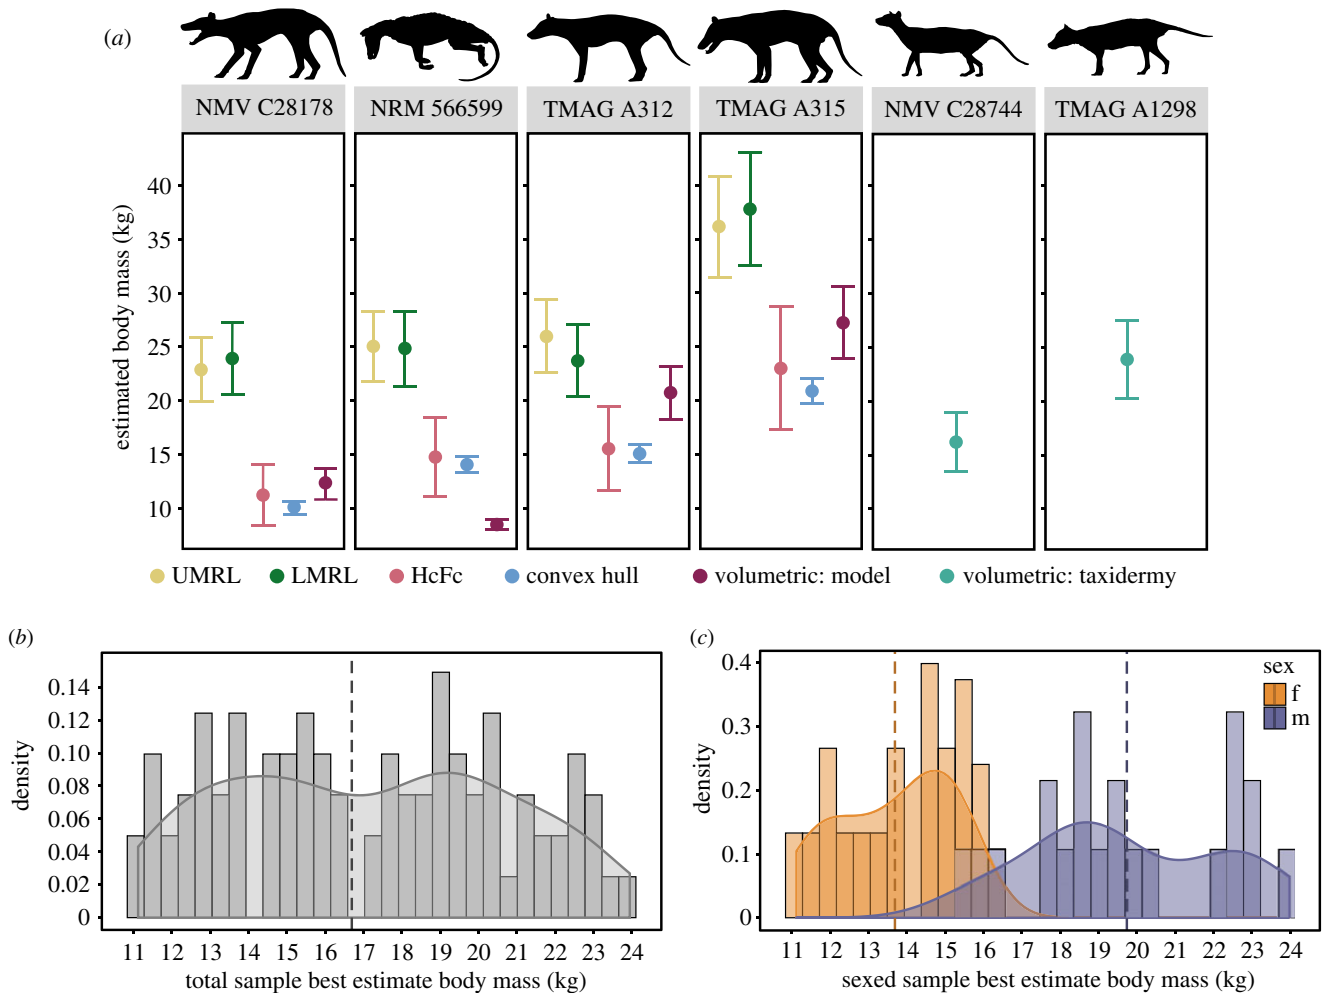 (a)
NMV C28178
NRM 566599
TMAG A312
TMAG A315
NMV C28744
TMAG A1298
estimated body mass (kg)
40
35
30
25
20
15
10
UMRL
LMRL
HcFc
convex hull
volumetric: model
volumetric: taxidermy
(b)
density
0.14
0.12
0.10
0.08
0.06
0.04
0.02
0
11 12 13 14 15 16 17 18 19 20 21 22 23 24
total sample best estimate body mass (kg)
(c)
density
0.4
0.3
0.2
0.1
0
sex
f
m
11 12 13 14 15 16 17 18 19 20 21 22 23 24
sexed sample best estimate body mass (kg)